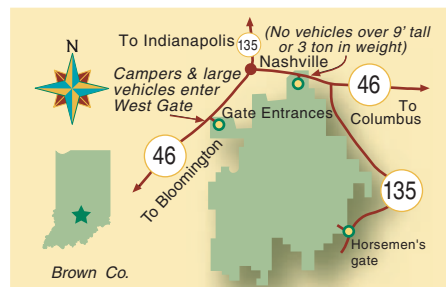 N
To Indianapolis
135
(No vehicles over 9' tall
or 3 ton in weight)
Nashville
Campers & large
vehicles enter
West Gate
46
To
Columbus
Gate Entrances
46
To Bloomington
135
Horsemen's
gate
Brown Co.